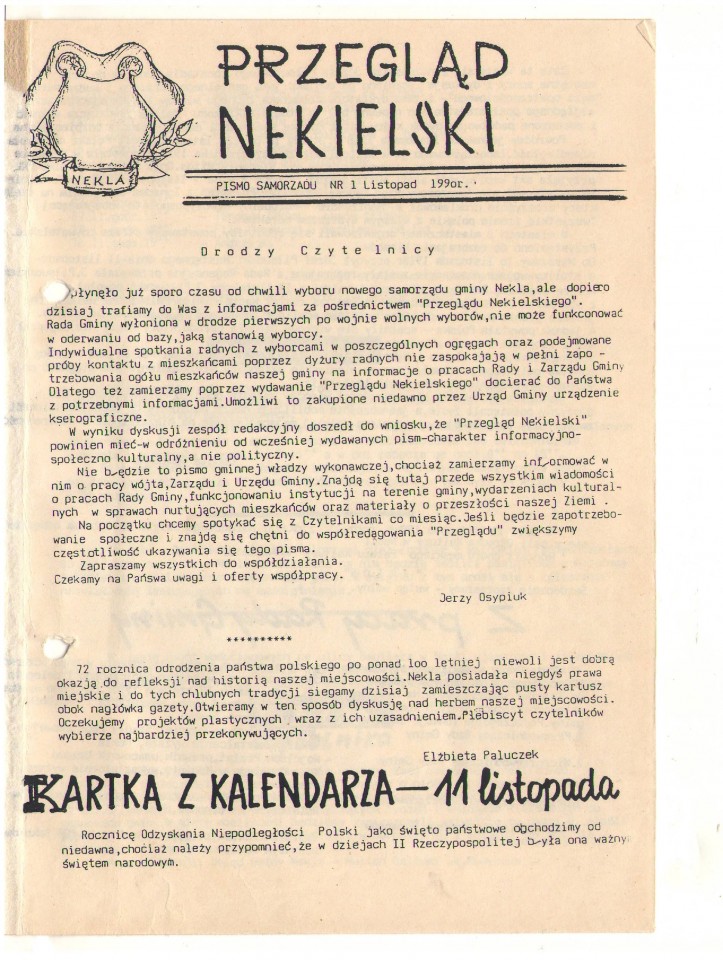 PRZEGLĄD
NEKIELSKI
NEKLA
PISMO SAMORZADU NR 1 Listopad 199or.
Drodzy Czytelnicy
płynęło już sporo czasu od chwili wyboru nowego samorządu gminy Nekla,ale dopiero
dzisiaj trafiamy do Was z informacjami za pośrednictwem "Przeglądu Nekielskiego".
Rada Gminy wyłoniona w drodze pierwszych po wojnie wolnych wyborów,nie może funkconować
w oderwaniu od bazy,jaką stanowią wyborcy.
Indywidualne spotkania radnych z wyborcami w poszczególnych ogręgach oraz podejmowane
próby kontaktu z mieszkańcami poprzez dyżury radnych nie zaspokajają w pełni zapo -
trzebowania ogółu mieszkańców naszej gminy na informacje o pracach Rady i Zarządu Gminy
Dlatego też zamierzamy poprzez wydawanie "Przeglądu Nekielskiego" docierać do Państwa
z potrzebnymi informacjami.Umożliwi to zakupione niedawno przez Urząd Gminy urządzenie
kserograficzne.
W wyniku dyskusji zespół redakcyjny doszedł do wniosku,że "Przegląd Nekielski"
powinien mieć-w odróżnieniu od wcześniej wydawanych pism-charakter informacyjno-
społeczno kulturalny,a nie polityczny.
Nie będzie to pismo gminnej władzy wykonawczej,chociaż zamierzamy informować w
nim o pracy wójta,Zarządu i Urzędu Gminy.Znajdą się tutaj przede wszystkim wiadomości
o pracach Rady Gminy,funkcjonowaniu instytucji na terenie gminy,wydarzeniach kultural-
nych w sprawach nurtujących mieszkańców oraz materiały o przeszłości naszej Ziemi .
Na początku chcemy spotykać się z Czytelnikami co miesiąc.Jeśli będzie zapotrzebo-
wanie społeczne i znajdą się chętni do współredagowania "Przeglądu" zwiększymy
częstotliwość ukazywania się tego pisma.
Zapraszamy wszystkich do współdziałania.
Czekamy na Państwa uwagi i oferty współpracy.
Jerzy Osypiuk
**********
72 rocznica odrodzenia państwa polskiego po ponad loo letniej niewoli jest dobrą
okazją do refleksji nad historią naszej miejscowości.Nekla posiadała niegdyś prawa
miejskie i do tych chlubnych tradycji siegamy dzisiaj zamieszczając pusty kartusz
obok nagłówka gazety.Otwieramy w ten sposób dyskusję nad herbem naszej miejscowości.
Oczekujemy projektów plastycznych wraz z ich uzasadnieniem.Plebiscyt czytelników
wybierze najbardziej przekonywujących.
Elżbieta Paluczek
KARTKA Z KALENDARZA — 11 listopada
Rocznicę Odzyskania Niepodległości Polski jako święto państwowe obchodzimy od
niedawna,chociaż należy przypomnieć,że w dziejach II Rzeczypospolitej była ona ważnym
świętem narodowym.